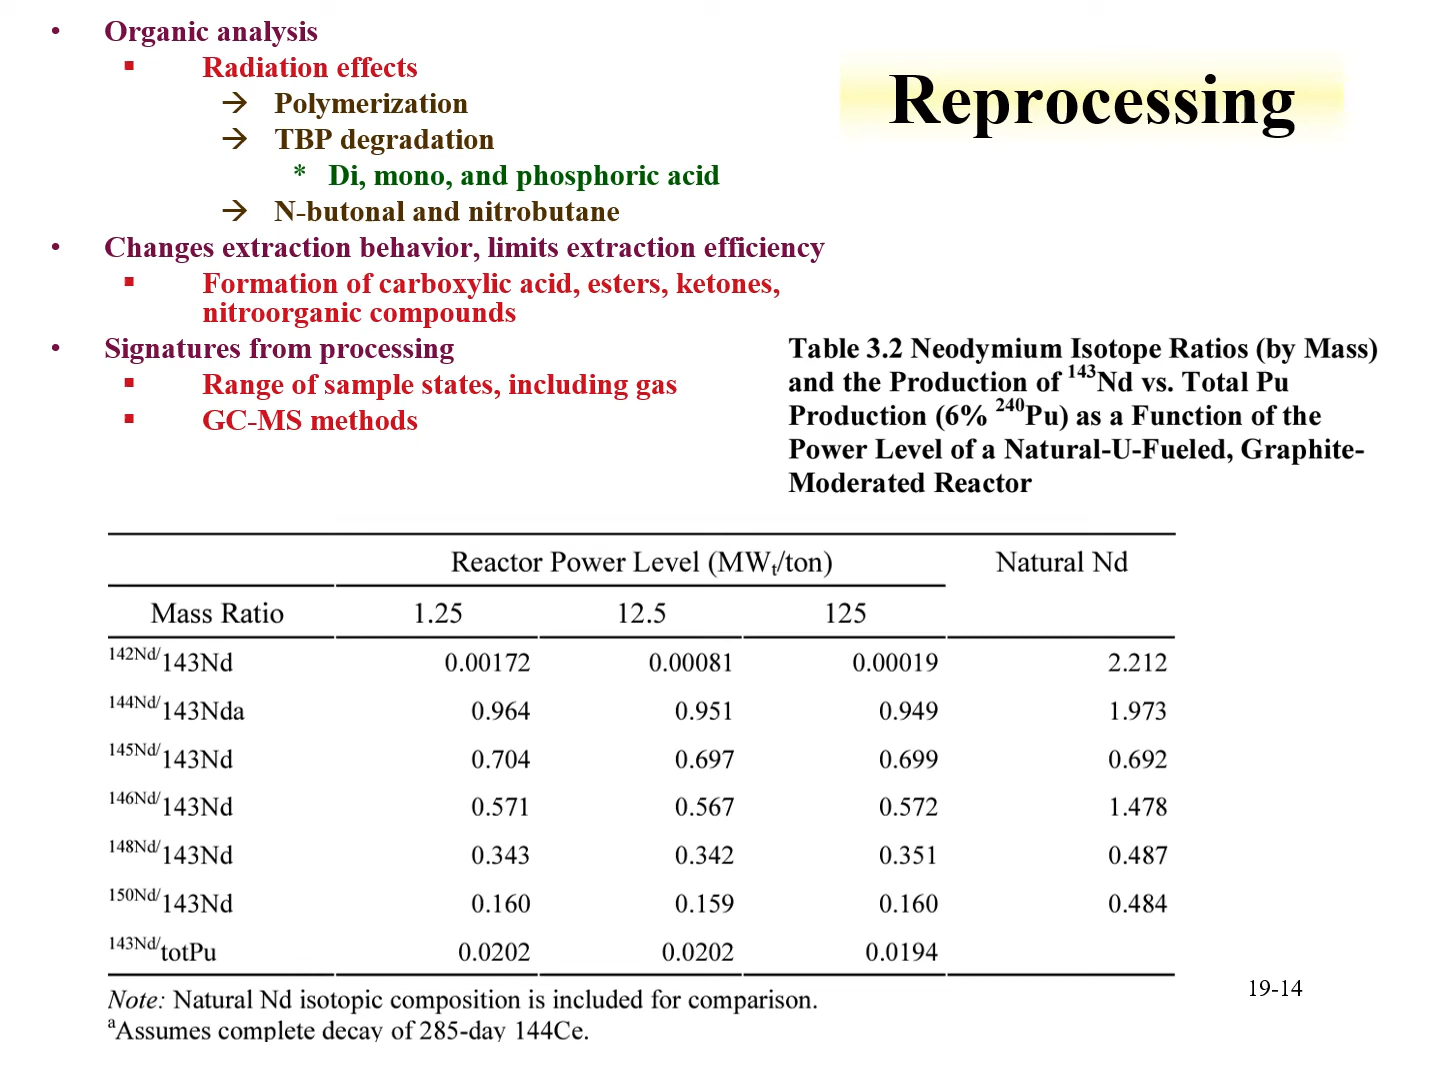 • Organic analysis
▪ Radiation effects
→ Polymerization
→ TBP degradation
* Di, mono, and phosphoric acid
→ N-butonal and nitrobutane
• Changes extraction behavior, limits extraction efficiency
▪ Formation of carboxylic acid, esters, ketones,
nitroorganic compounds
• Signatures from processing
▪ Range of sample states, including gas
▪ GC-MS methods
Reprocessing
Table 3.2 Neodymium Isotope Ratios (by Mass)
and the Production of ¹⁴³Nd vs. Total Pu
Production (6% ²⁴⁰Pu) as a Function of the
Power Level of a Natural-U-Fueled, Graphite-
Moderated Reactor
Reactor Power Level (MWₜ/ton) Natural Nd
Mass Ratio 1.25 12.5 125
142Nd/143Nd 0.00172 0.00081 0.00019 2.212
144Nd/143Nda 0.964 0.951 0.949 1.973
145Nd/143Nd 0.704 0.697 0.699 0.692
146Nd/143Nd 0.571 0.567 0.572 1.478
148Nd/143Nd 0.343 0.342 0.351 0.487
150Nd/143Nd 0.160 0.159 0.160 0.484
143Nd/totPu 0.0202 0.0202 0.0194
Note: Natural Nd isotopic composition is included for comparison.
ᵃAssumes complete decay of 285-day 144Ce.
19-14